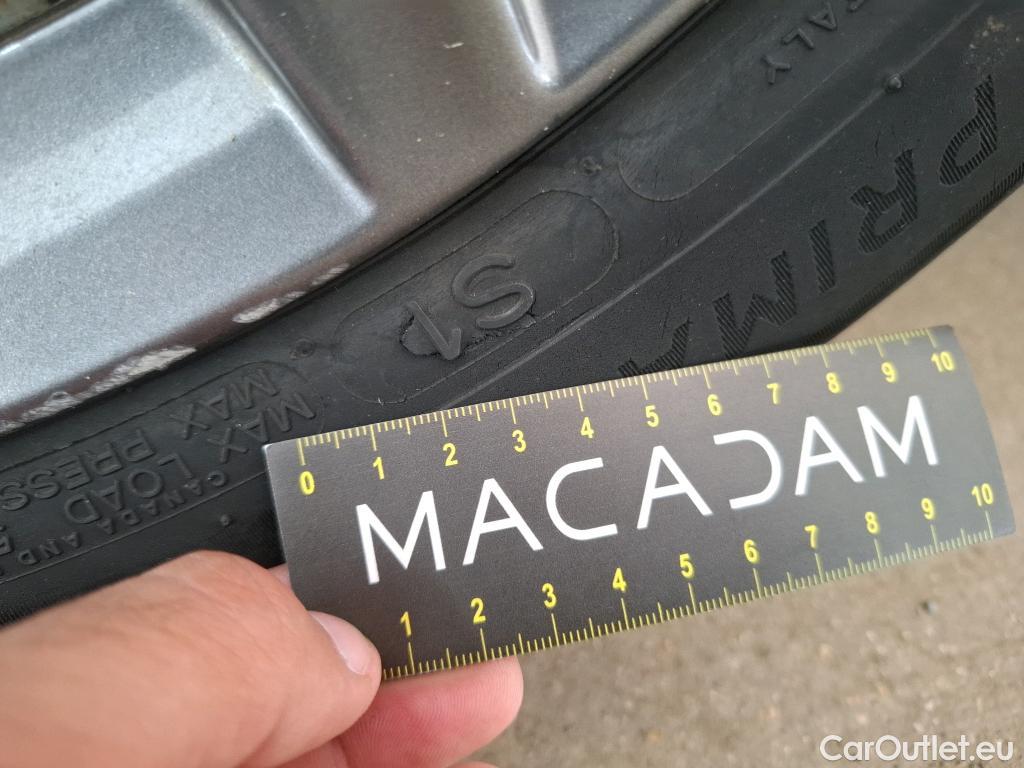 ITALY
PRIMA
S1
MAX LOAD
MAX PRESS
CANADA AND
0 1 2 3 4 5 6 7 8 9 10
MACADAM
1 2 3 4 5 6 7 8 9 10
CarOutlet.eu